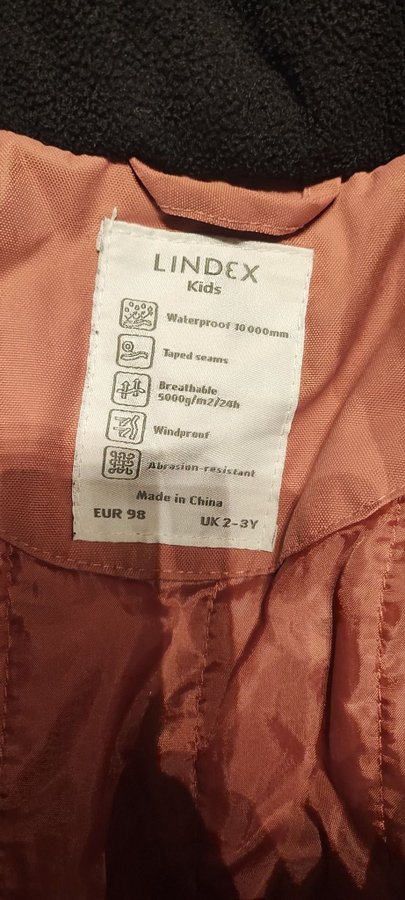 LINDEX
Kids
Waterproof 10 000mm
Taped seams
Breathable
5000g/m2/24h
Windproof
Abrasion-resistant
Made in China
EUR 98 UK 2-3Y